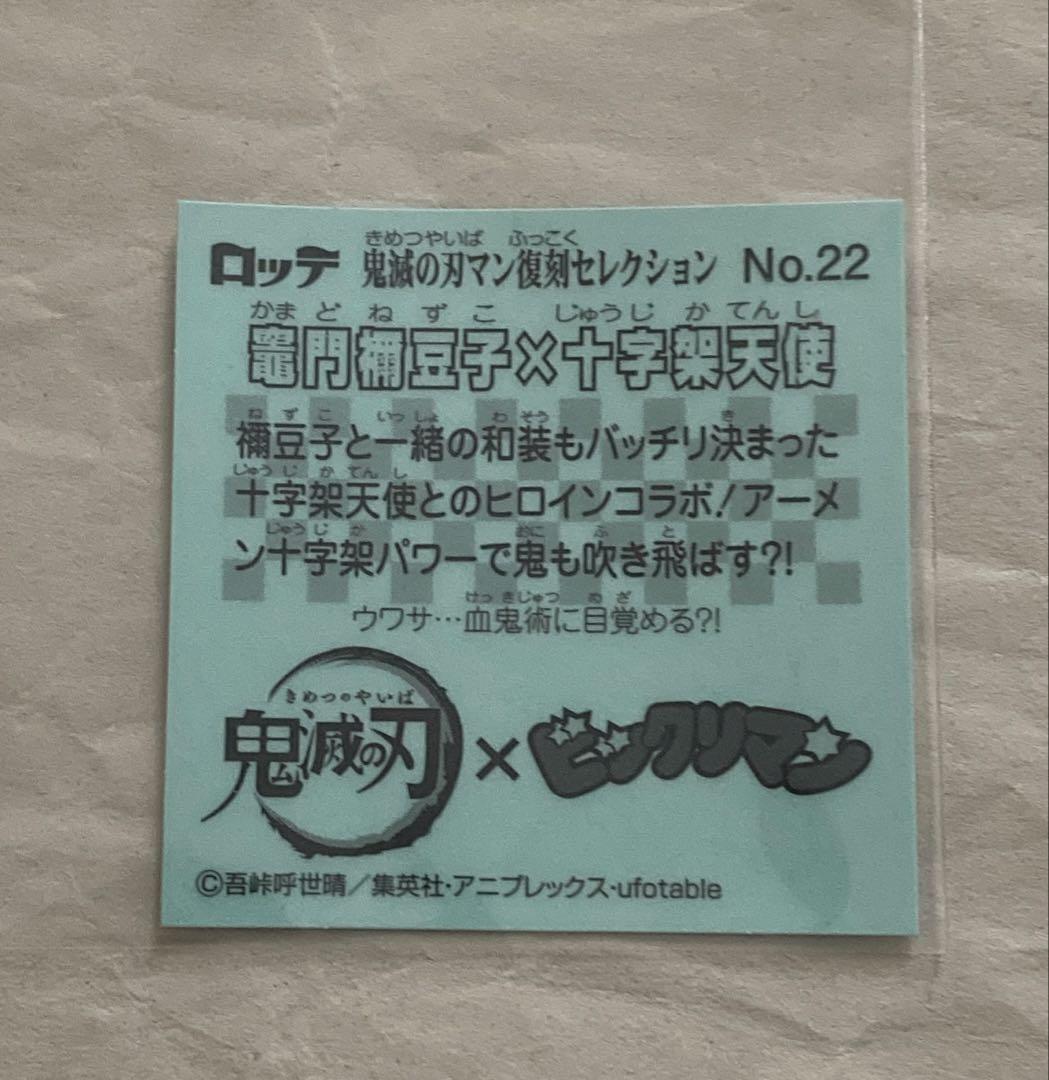 ロッテ 鬼滅の刃マン復刻セレクション No.22
きめつやいば ふっこく
かまどねずこ じゅうじかてんし
竈門禰豆子×十字架天使
ねずこ いっしょ わそう き
禰豆子と一緒の和装もバッチリ決まった
じゅうじかてんし
十字架天使とのヒロインコラボ!アーメ
じゅうじか おに ふ と
ン十字架パワーで鬼も吹き飛ばす?!
けっきじゅつ めざ
ウワサ…血鬼術に目覚める?!
きめつのやいば
鬼滅の刃×ビックリマン
©吾峠呼世晴/集英社・アニプレックス・ufotable